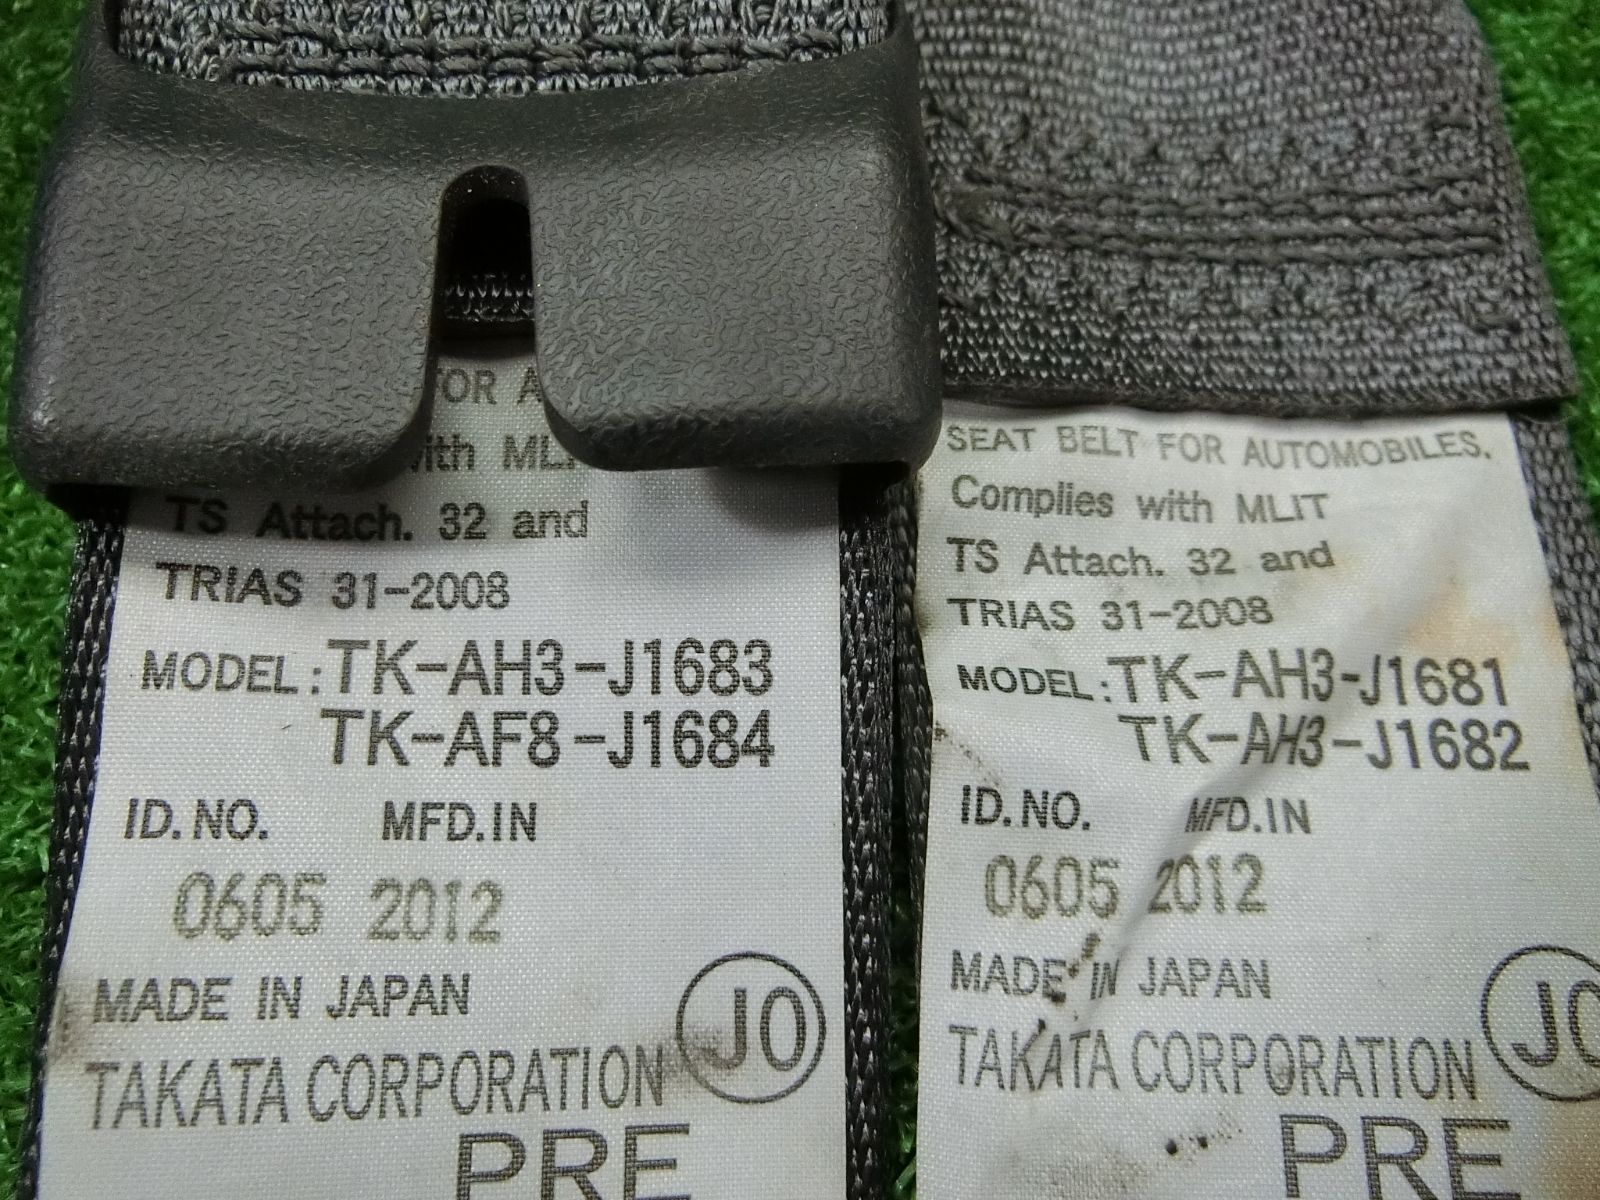 FOR A
with MLI
TS Attach. 32 and
TRIAS 31-2008
MODEL: TK-AH3-J1683
TK-AF8-J1684
ID.NO. MFD.IN
0605 2012
MADE IN JAPAN
TAKATA CORPORATION
JO
PRE
SEAT BELT FOR AUTOMOBILES.
Complies with MLIT
TS Attach. 32 and
TRIAS 31-2008
MODEL: TK-AH3-J1681
TK-AH3-J1682
ID.NO. MFD.IN
0605 2012
MADE IN JAPAN
TAKATA CORPORATION
JO
PRE